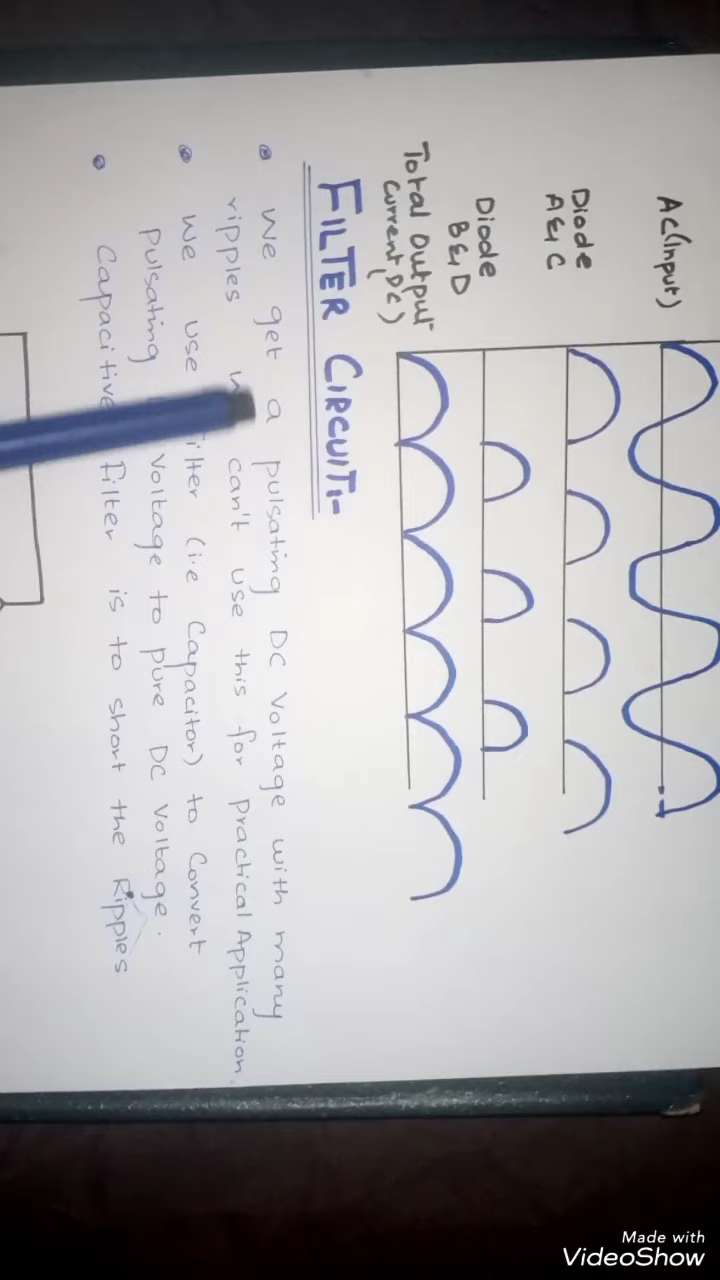 AC(Input)
Diode
A & C
Diode
B & D
Total Output
Current(DC)
FILTER CIRCUIT:-
We get a pulsating DC Voltage with many
ripples can't use this for practical Application.
We use (i.e Capacitor) to Convert
Pulsating Voltage to pure DC Voltage.
Capacitive Filter is to short the Ripples
Made with
VideoShow